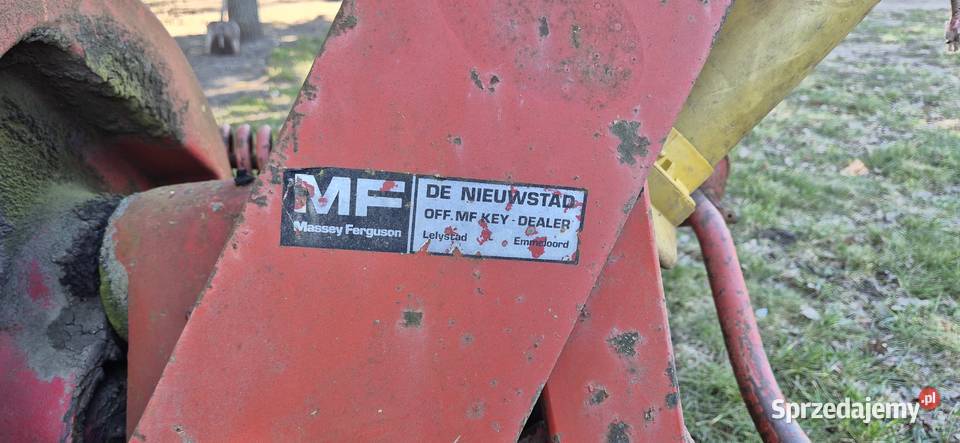 MF
Massey Ferguson
DE NIEUWSTAD
OFF. MF KEY-DEALER
Lelystad Emmeloord
Sprzedajemy.pl